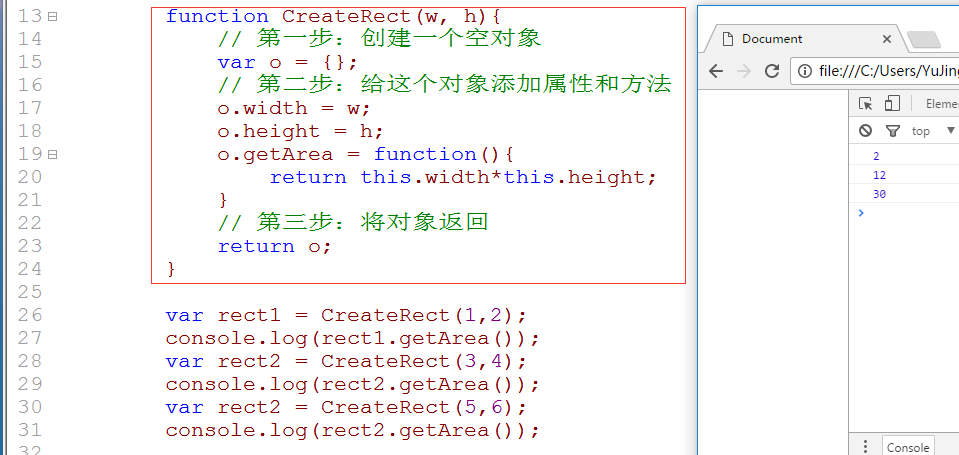 13 function CreateRect(w, h){
14 // 第一步：创建一个空对象
15 var o = {};
16 // 第二步：给这个对象添加属性和方法
17 o.width = w;
18 o.height = h;
19 o.getArea = function(){
20 return this.width*this.height;
21 }
22 // 第三步：将对象返回
23 return o;
24 }
25
26 var rect1 = CreateRect(1,2);
27 console.log(rect1.getArea());
28 var rect2 = CreateRect(3,4);
29 console.log(rect2.getArea());
30 var rect2 = CreateRect(5,6);
31 console.log(rect2.getArea());
32
Document
file:///C:/Users/YuJing
Elemen
top
2
12
30
Console